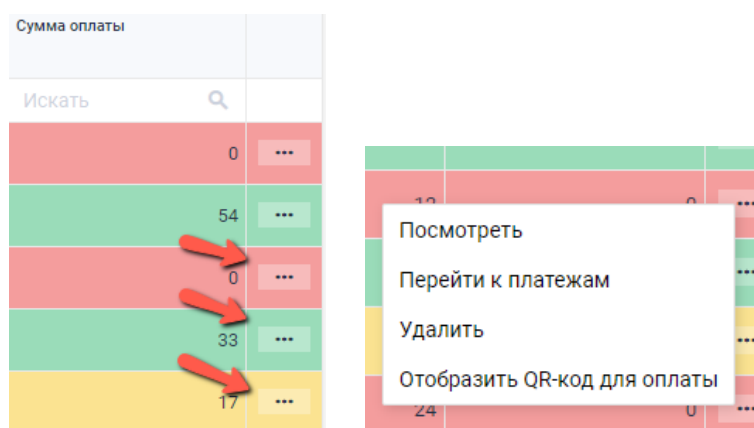 Сумма оплаты
Искать
0 •••
54 •••
0 •••
33 •••
17 •••
Посмотреть
Перейти к платежам
Удалить
Отобразить QR-код для оплаты
24 0 •••